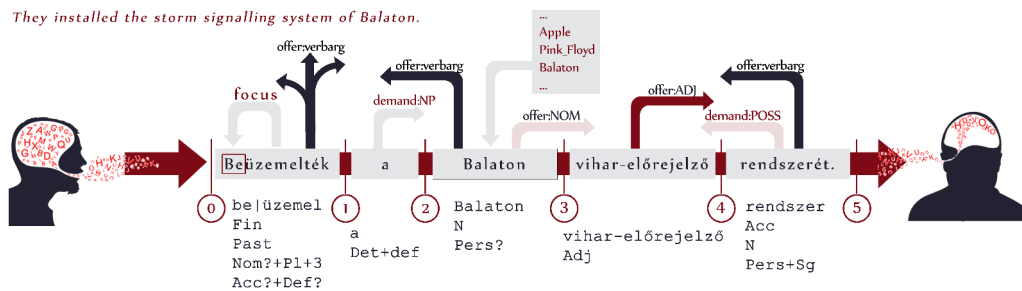 They installed the storm signalling system of Balaton.
...
Apple
Pink_Floyd
Balaton
...
offer:verbarg
offer:verbarg
offer:verbarg
focus
demand:NP
offer:NOM
offer:ADJ
demand:POSS
Beüzemelték a Balaton vihar-előrejelző rendszerét.
0 1 2 3 4 5
be|üzemel
Fin
Past
Nom?+Pl+3
Acc?+Def?
a
Det+def
Balaton
N
Pers?
vihar-előrejelző
Adj
rendszer
Acc
N
Pers+Sg